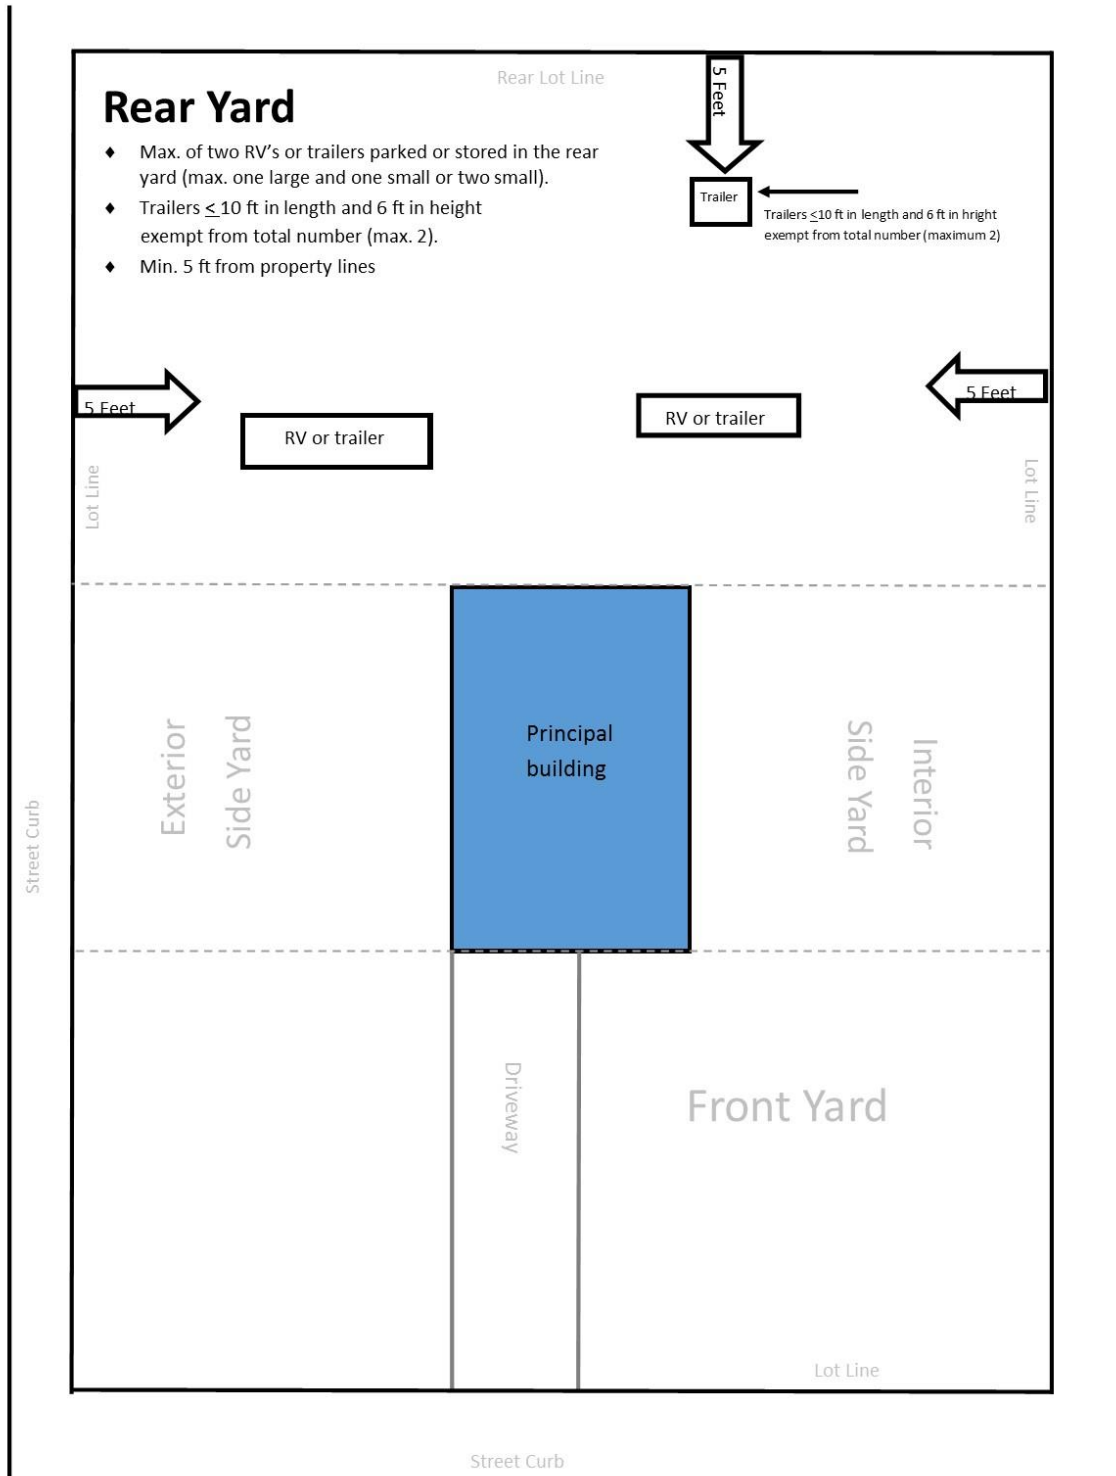 Rear Lot Line
5 Feet
Rear Yard
♦ Max. of two RV's or trailers parked or stored in the rear
yard (max. one large and one small or two small).
♦ Trailers ≤ 10 ft in length and 6 ft in height
exempt from total number (max. 2).
♦ Min. 5 ft from property lines
Trailer
Trailers ≤10 ft in length and 6 ft in hright
exempt from total number (maximum 2)
5 Feet
5 Feet
RV or trailer
RV or trailer
Lot Line
Lot Line
Exterior
Side Yard
Principal
building
Interior
Side Yard
Street Curb
Driveway
Front Yard
Lot Line
Street Curb